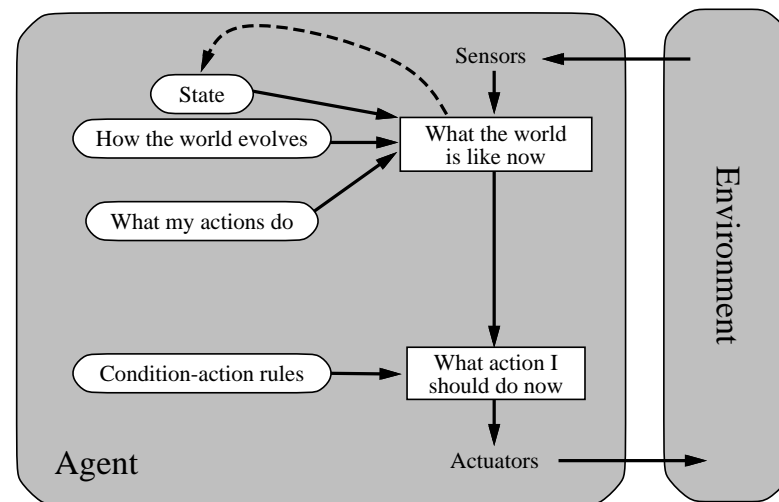 Sensors
State
How the world evolves
What the world
is like now
What my actions do
Condition-action rules
What action I
should do now
Agent
Actuators
Environment